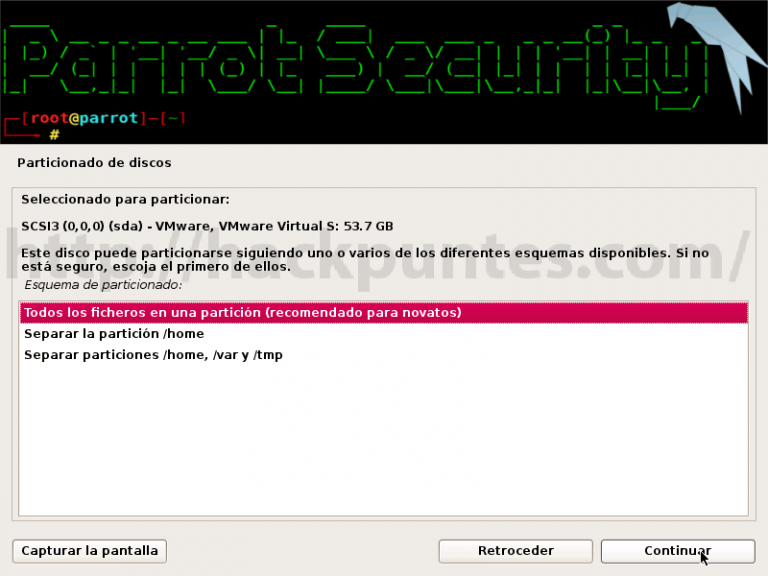 Parrot Security
[root@parrot]─[~]
#
Particionado de discos
Seleccionado para particionar:
SCSI3 (0,0,0) (sda) - VMware, VMware Virtual S: 53.7 GB
Este disco puede particionarse siguiendo uno o varios de los diferentes esquemas disponibles. Si no
está seguro, escoja el primero de ellos.
http://hackpuntes.com/
Esquema de particionado:
Todos los ficheros en una partición (recomendado para novatos)
Separar la partición /home
Separar particiones /home, /var y /tmp
Capturar la pantalla
Retroceder
Continuar